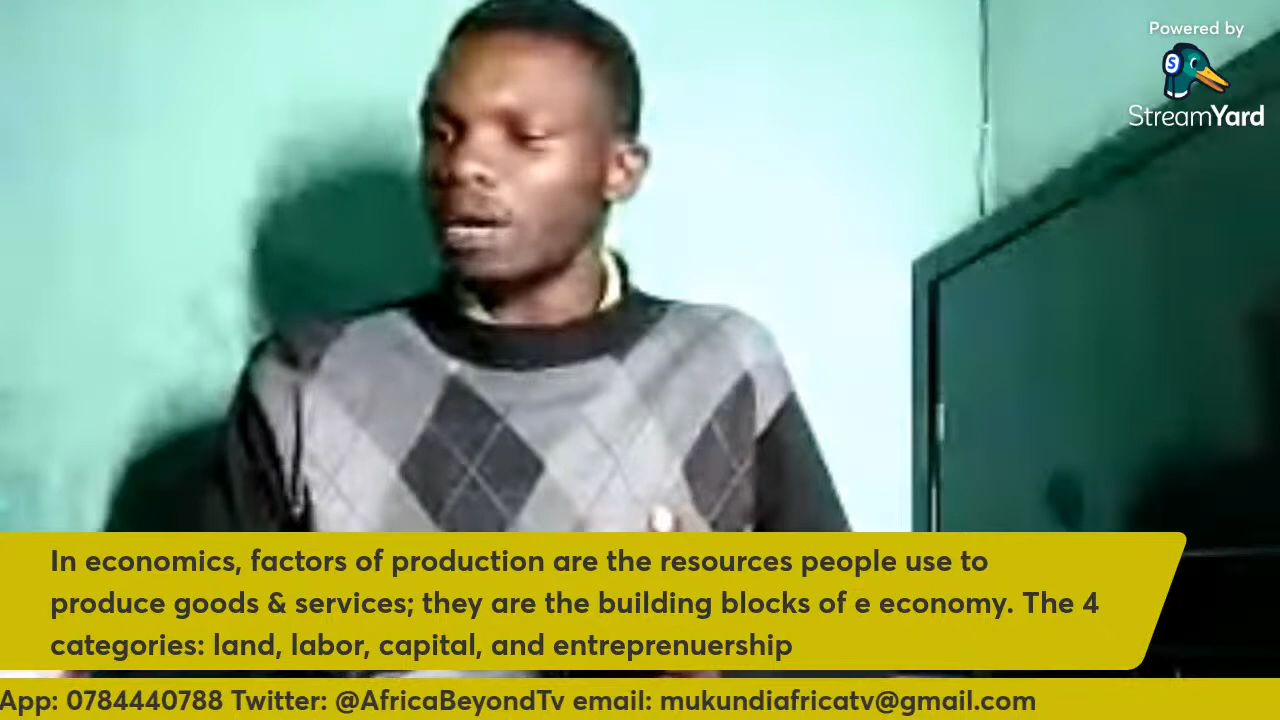 Powered by
S
StreamYard
In economics, factors of production are the resources people use to
produce goods & services; they are the building blocks of e economy. The 4
categories: land, labor, capital, and entreprenuership
App: 0784440788 Twitter: @AfricaBeyondTv email: mukundiafricatv@gmail.com